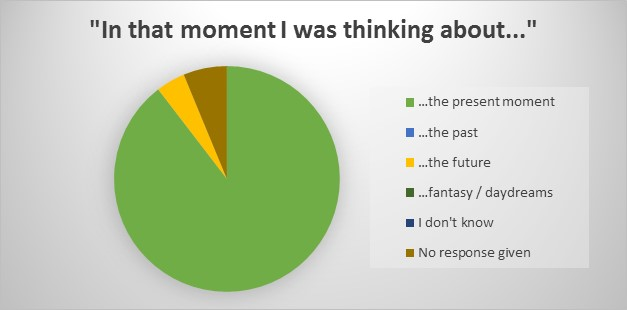 "In that moment I was thinking about..."
...the present moment
...the past
...the future
...fantasy / daydreams
I don't know
No response given